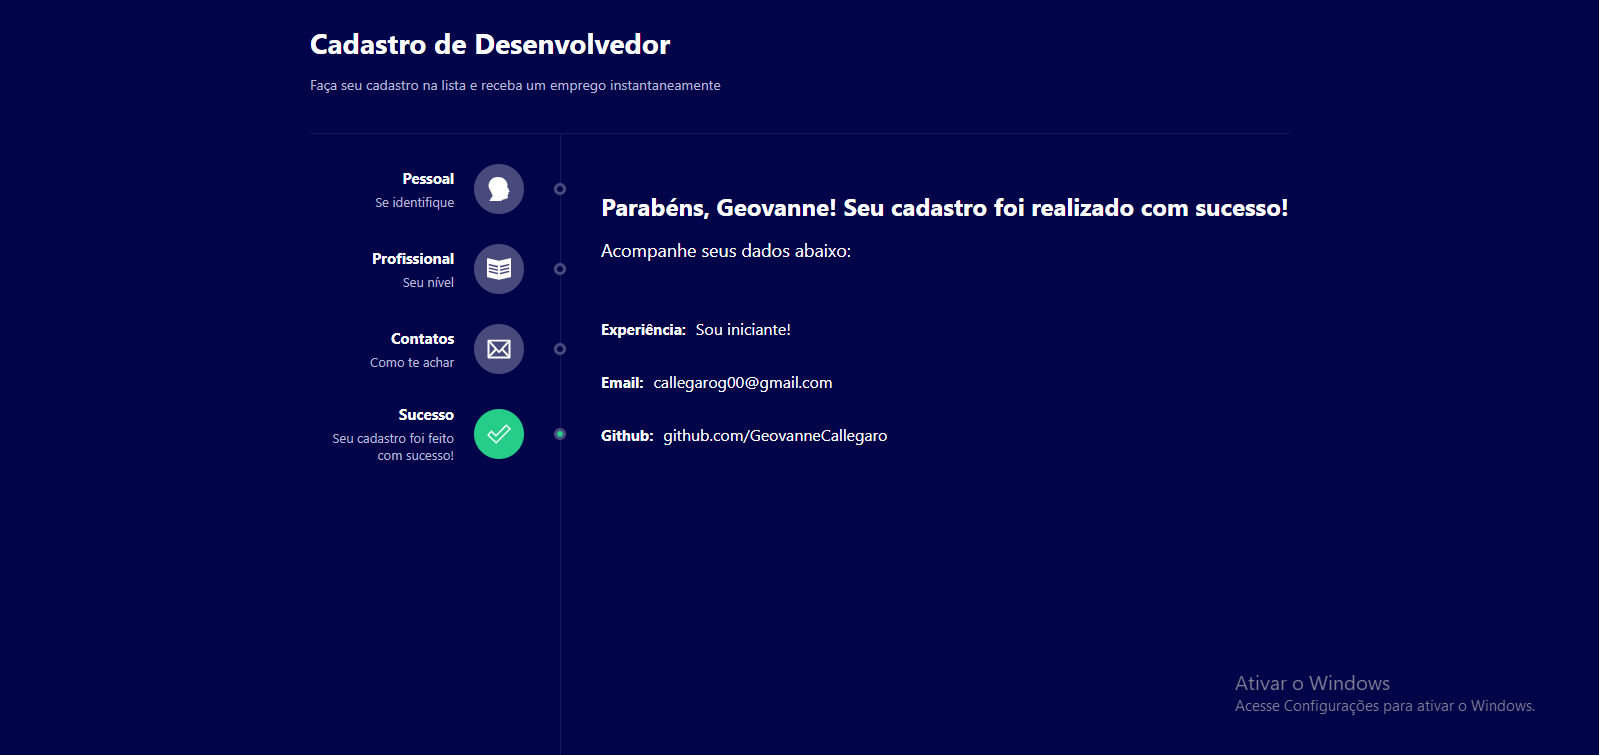 Cadastro de Desenvolvedor
Faça seu cadastro na lista e receba um emprego instantaneamente
Pessoal
Se identifique
Profissional
Seu nível
Contatos
Como te achar
Sucesso
Seu cadastro foi feito
com sucesso!
Parabéns, Geovanne! Seu cadastro foi realizado com sucesso!
Acompanhe seus dados abaixo:
Experiência: Sou iniciante!
Email: callegarog00@gmail.com
Github: github.com/GeovanneCallegaro
Ativar o Windows
Acesse Configurações para ativar o Windows.